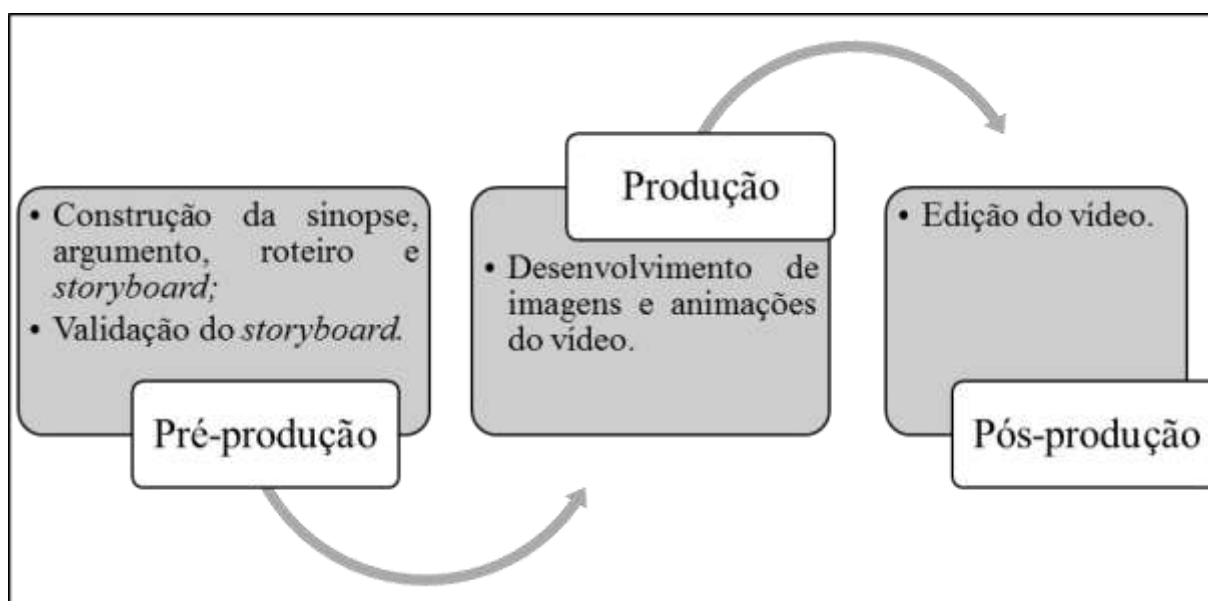 • Construção da sinopse,
argumento, roteiro e
storyboard;
• Validação do storyboard.
Pré-produção
Produção
• Desenvolvimento de
imagens e animações
do vídeo.
• Edição do vídeo.
Pós-produção